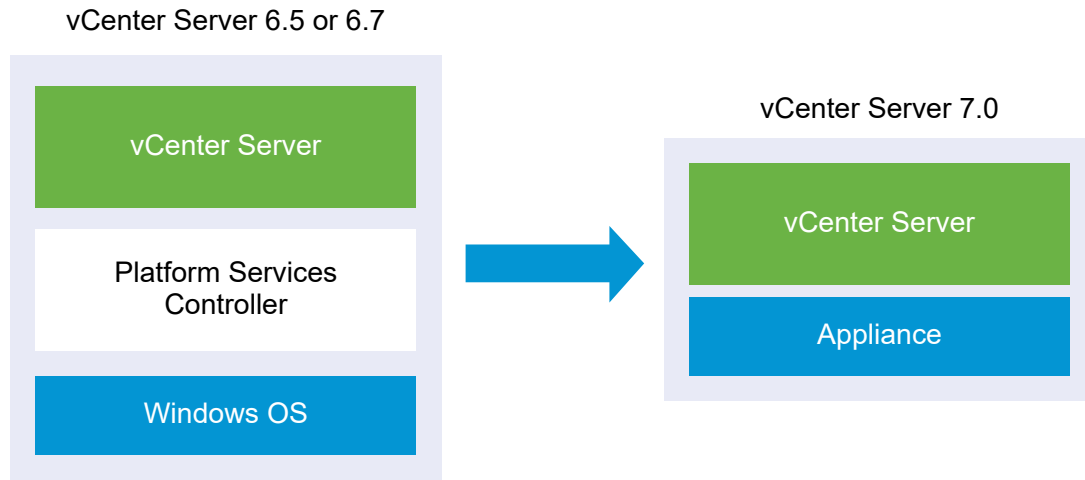 vCenter Server 6.5 or 6.7
vCenter Server
Platform Services
Controller
Windows OS
vCenter Server 7.0
vCenter Server
Appliance